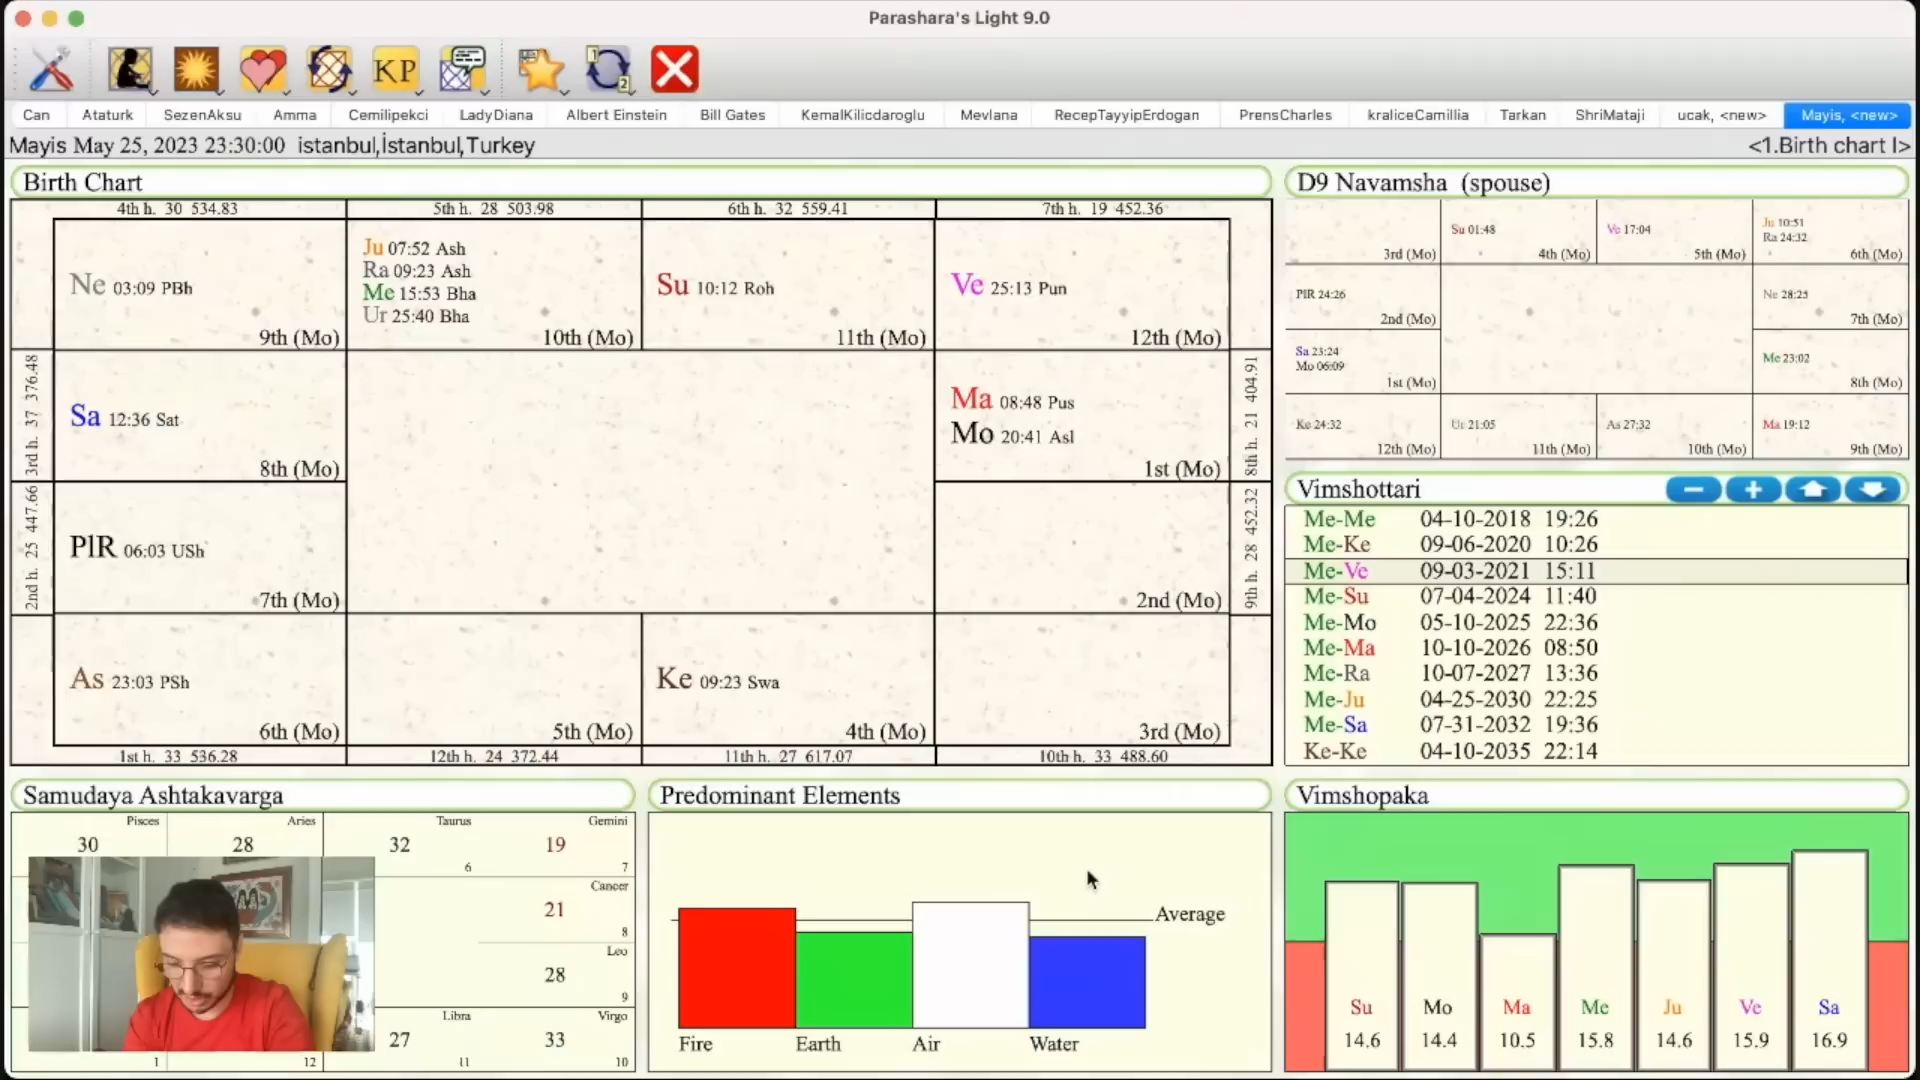 Parashara's Light 9.0
KP
1
2
Can Ataturk SezenAksu Amma Cemilipekci LadyDiana Albert Einstein Bill Gates KemalKilicdaroglu Mevlana RecepTayyipErdogan PrensCharles kraliceCamillia Tarkan ShriMataji ucak, <new> Mayis, <new>
Mayis May 25, 2023 23:30:00 istanbul,İstanbul,Turkey <1.Birth chart I>
Birth Chart
4th h. 30 534.83
5th h. 28 503.98
6th h. 32 559.41
7th h. 19 452.36
Ne 03:09 PBh
9th (Mo)
Ju 07:52 Ash
Ra 09:23 Ash
Me 15:53 Bha
Ur 25:40 Bha
10th (Mo)
Su 10:12 Roh
11th (Mo)
Ve 25:13 Pun
12th (Mo)
3rd h. 37 376.48
Sa 12:36 Sat
8th (Mo)
Ma 08:48 Pus
Mo 20:41 Asl
1st (Mo)
8th h. 21 404.91
2nd h. 25 447.66
PlR 06:03 USh
7th (Mo)
2nd (Mo)
9th h. 28 452.32
As 23:03 PSh
6th (Mo)
5th (Mo)
Ke 09:23 Swa
4th (Mo)
3rd (Mo)
1st h. 33 536.28
12th h. 24 372.44
11th h. 27 617.07
10th h. 33 488.60
D9 Navamsha (spouse)
3rd (Mo)
Su 01:48
4th (Mo)
Ve 17:04
5th (Mo)
Ju 10:51
Ra 24:32
6th (Mo)
PlR 24:26
2nd (Mo)
Ne 28:25
7th (Mo)
Sa 23:24
Mo 06:09
1st (Mo)
Me 23:02
8th (Mo)
Ke 24:32
12th (Mo)
Ur 21:05
11th (Mo)
As 27:32
10th (Mo)
Ma 19:12
9th (Mo)
Vimshottari
Me-Me 04-10-2018 19:26
Me-Ke 09-06-2020 10:26
Me-Ve 09-03-2021 15:11
Me-Su 07-04-2024 11:40
Me-Mo 05-10-2025 22:36
Me-Ma 10-10-2026 08:50
Me-Ra 10-07-2027 13:36
Me-Ju 04-25-2030 22:25
Me-Sa 07-31-2032 19:36
Ke-Ke 04-10-2035 22:14
Samudaya Ashtakavarga
Pisces
30
Aries
28
Taurus
32
6
Gemini
19
7
Cancer
21
8
Leo
28
9
Libra
27
11
Virgo
33
10
1
12
Predominant Elements
Average
Fire Earth Air Water
Vimshopaka
Su Mo Ma Me Ju Ve Sa
14.6 14.4 10.5 15.8 14.6 15.9 16.9